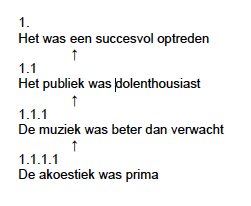 1.
Het was een succesvol optreden
↑
1.1
Het publiek was dolenthousiast
↑
1.1.1
De muziek was beter dan verwacht
↑
1.1.1.1
De akoestiek was prima